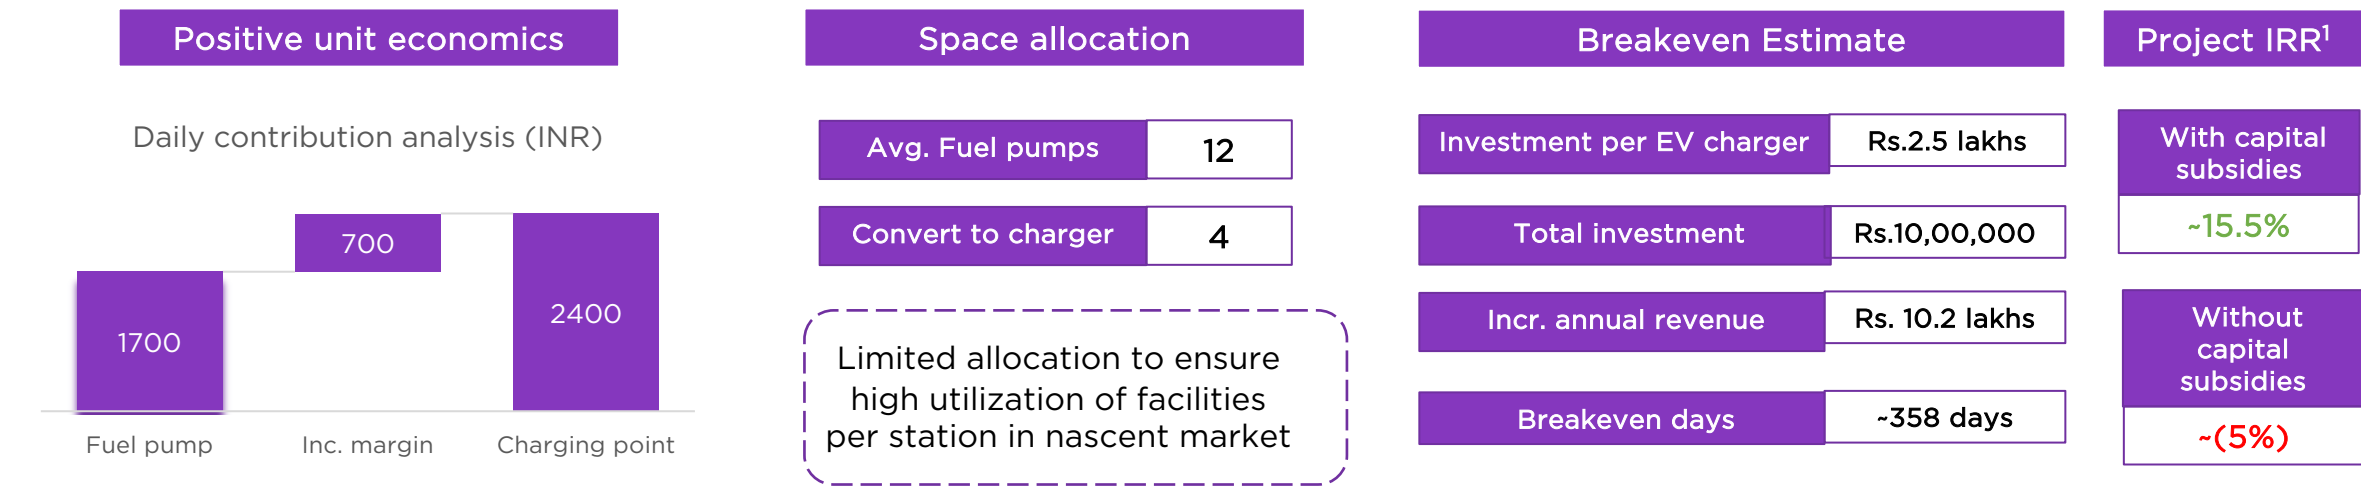 Positive unit economics
Daily contribution analysis (INR)
1700
700
2400
Fuel pump
Inc. margin
Charging point
Space allocation
Avg. Fuel pumps
12
Convert to charger
4
Limited allocation to ensure
high utilization of facilities
per station in nascent market
Breakeven Estimate
Investment per EV charger
Rs.2.5 lakhs
Total investment
Rs.10,00,000
Incr. annual revenue
Rs. 10.2 lakhs
Breakeven days
~358 days
Project IRR¹
With capital
subsidies
~15.5%
Without
capital
subsidies
~(5%)